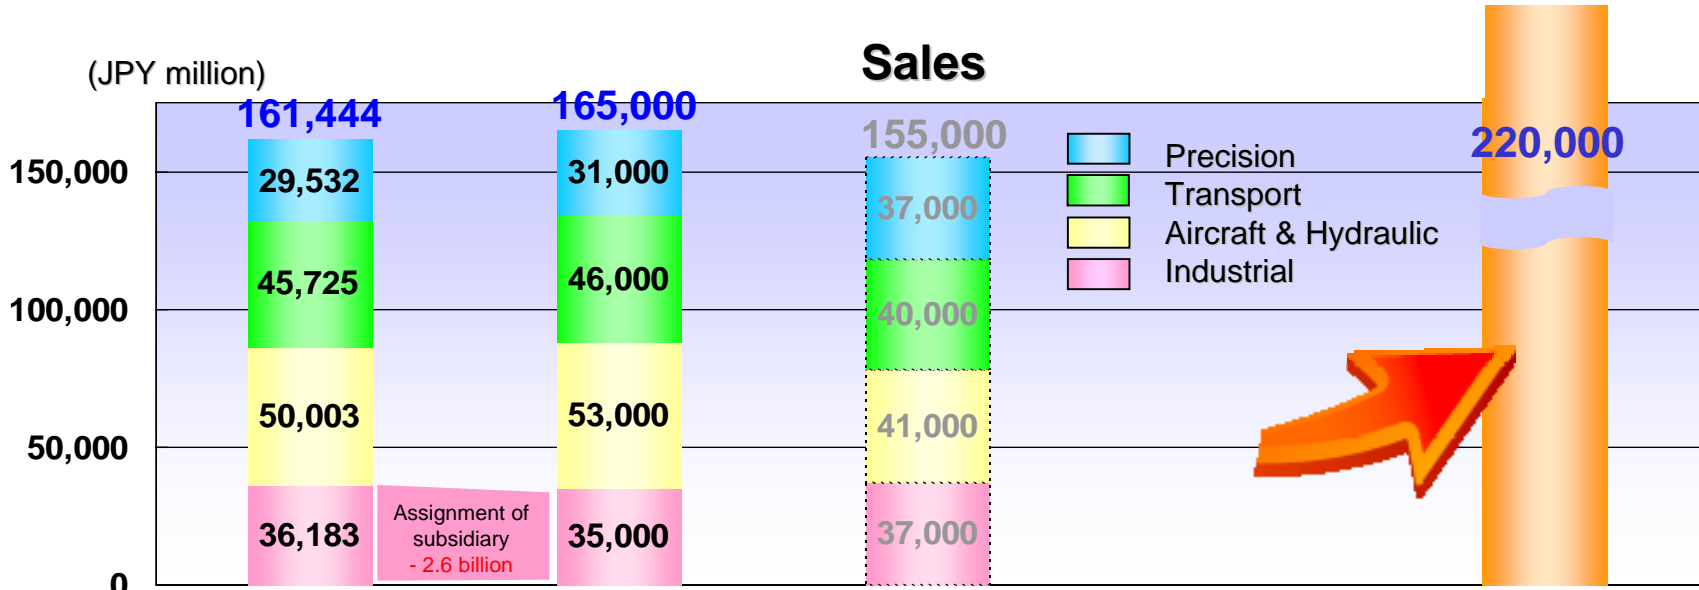 Sales
(JPY million)
161,444
165,000
155,000
220,000
Precision
Transport
Aircraft & Hydraulic
Industrial
150,000
100,000
50,000
0
29,532
45,725
50,003
36,183
Assignment of
subsidiary
- 2.6 billion
31,000
46,000
53,000
35,000
37,000
40,000
41,000
37,000